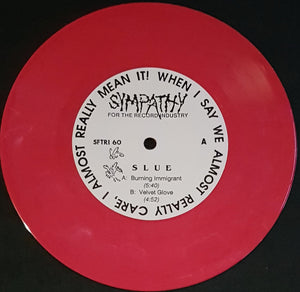 WHEN I SAY WE ALMOST REALLY CARE, I ALMOST REALLY MEAN IT!
SYMPATHY
FOR THE RECORD INDUSTRY
SFTRI 60
A
SLUE
A: Burning Immigrant
(5:40)
B: Velvet Glove
(4:52)